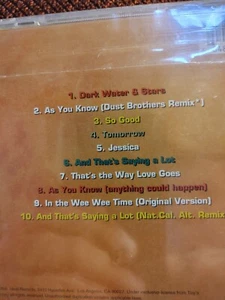 1. Dark Water & Stars
2. As You Know (Dust Brothers Remix*)
3. So Good
4. Tomorrow
5. Jessica
6. And That's Saying a Lot
7. That's the Way Love Goes
8. As You Know (anything could happen)
9. In the Wee Wee Time (Original Version)
10. And That's Saying a Lot (Nat.Cal. Alt. Remix